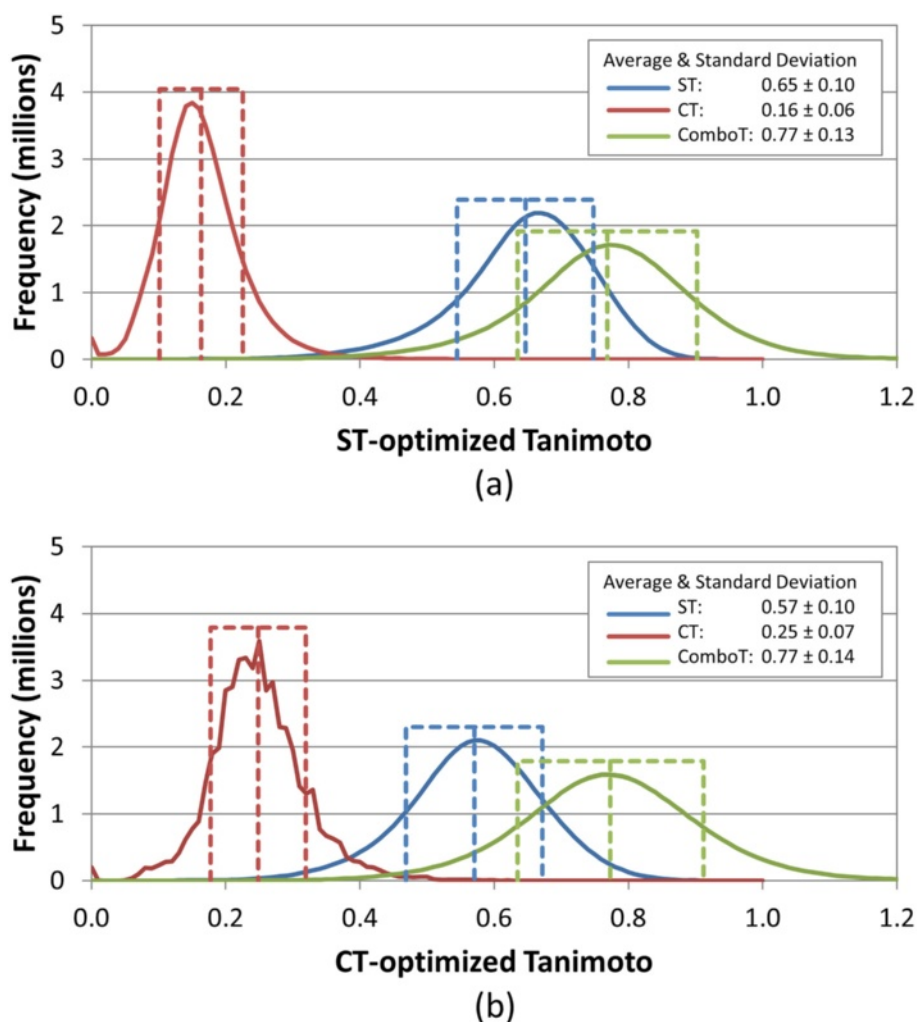 5
4
3
2
1
0
Frequency (millions)
Average & Standard Deviation
ST: 0.65 ± 0.10
CT: 0.16 ± 0.06
ComboT: 0.77 ± 0.13
0.0 0.2 0.4 0.6 0.8 1.0 1.2
ST-optimized Tanimoto
(a)
5
4
3
2
1
0
Frequency (millions)
Average & Standard Deviation
ST: 0.57 ± 0.10
CT: 0.25 ± 0.07
ComboT: 0.77 ± 0.14
0.0 0.2 0.4 0.6 0.8 1.0 1.2
CT-optimized Tanimoto
(b)